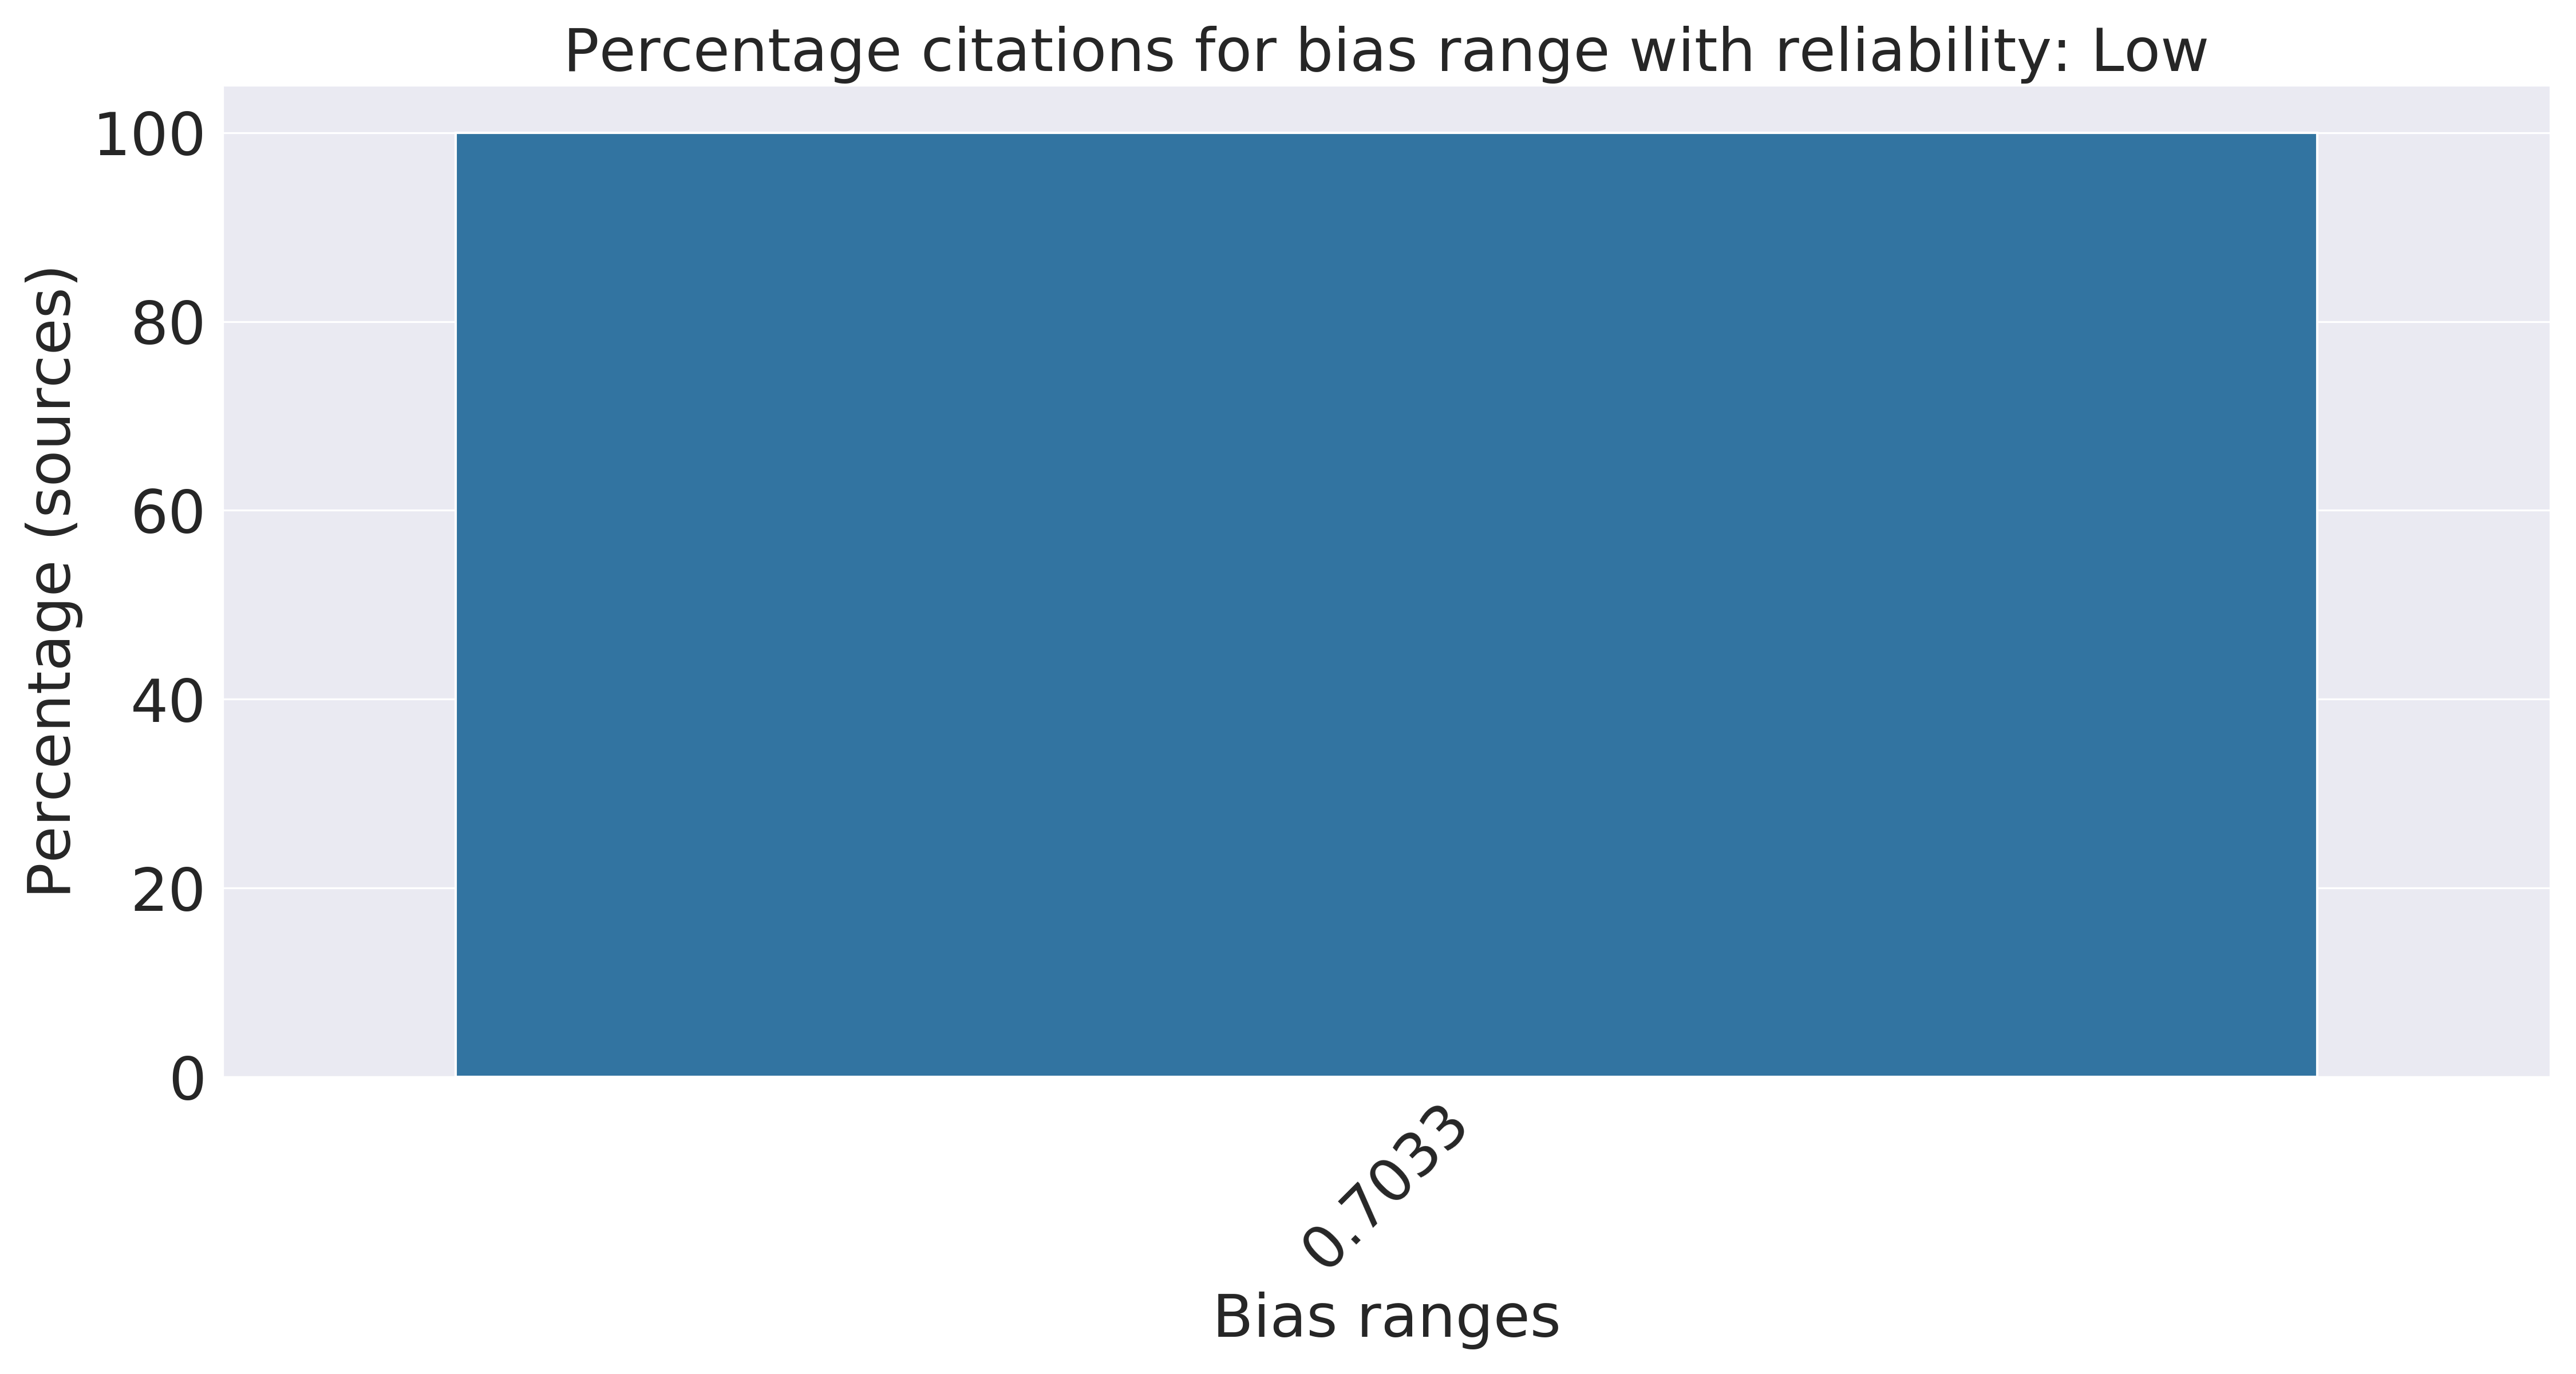 Percentage citations for bias range with reliability: Low
Percentage (sources)
100
80
60
40
20
0
0.7033
Bias ranges